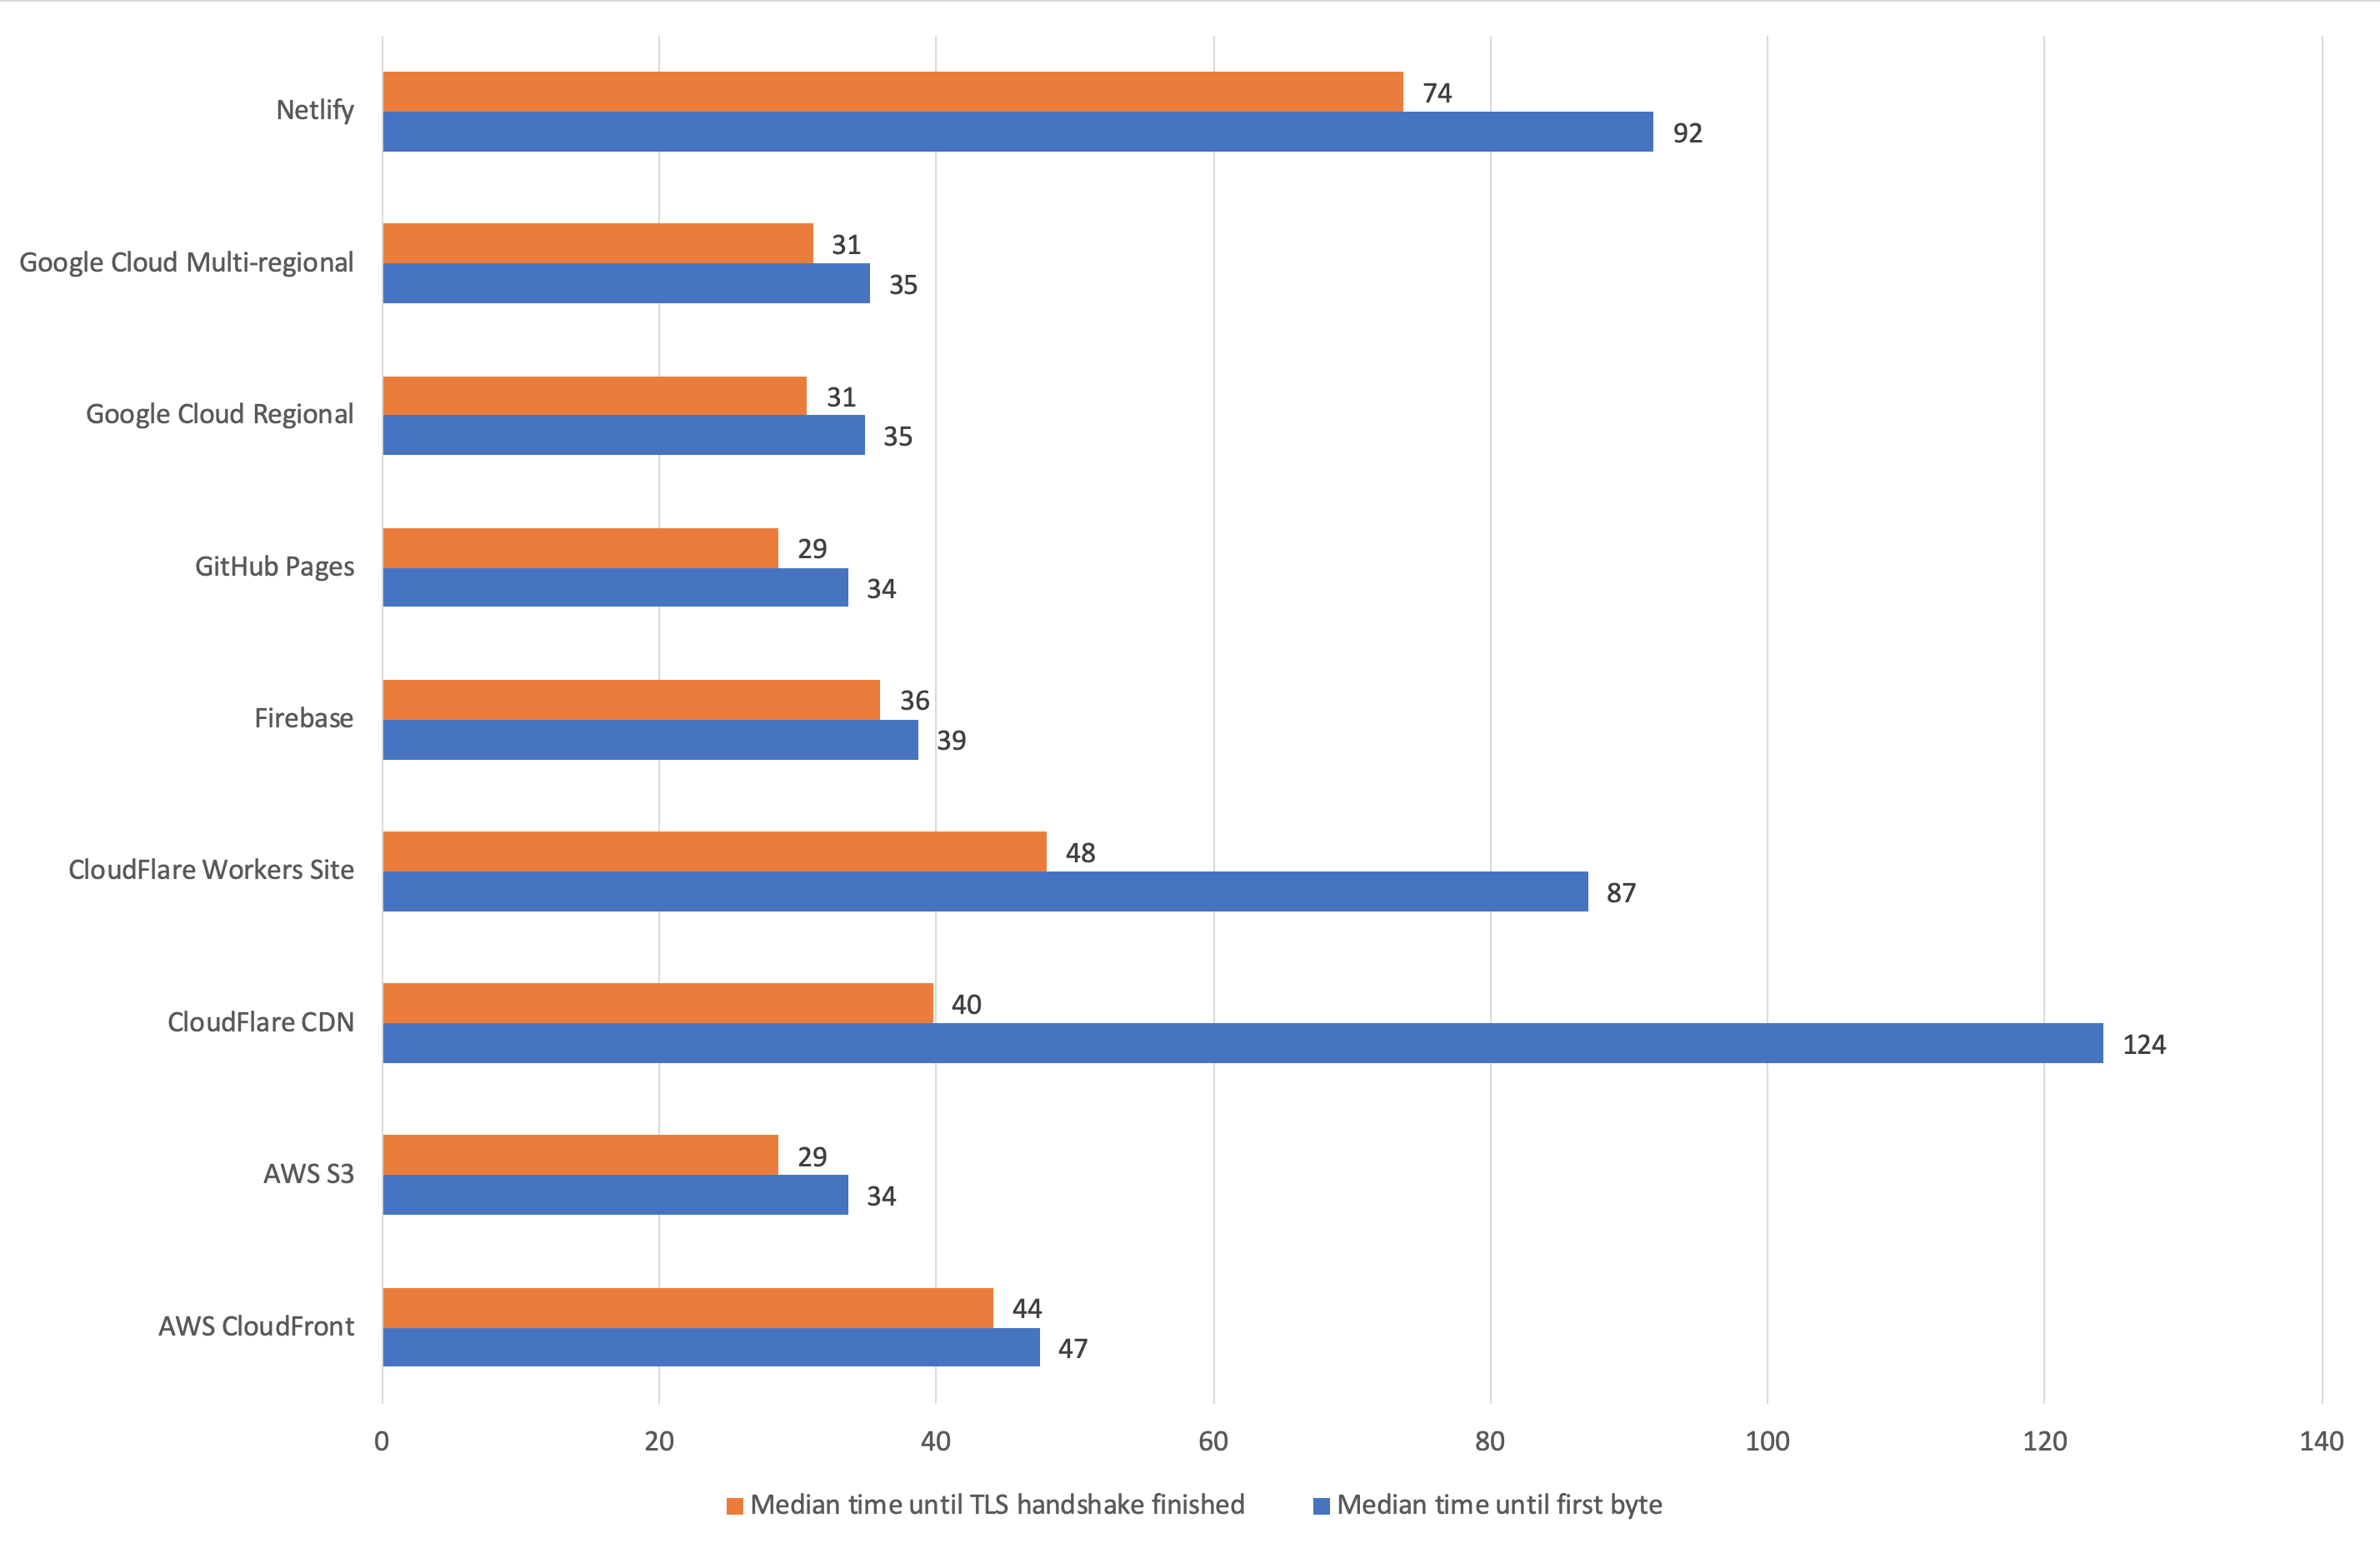 Netlify
74
92
Google Cloud Multi-regional
31
35
Google Cloud Regional
31
35
GitHub Pages
29
34
Firebase
36
39
CloudFlare Workers Site
48
87
CloudFlare CDN
40
124
AWS S3
29
34
AWS CloudFront
44
47
0 20 40 60 80 100 120 140
Median time until TLS handshake finished Median time until first byte